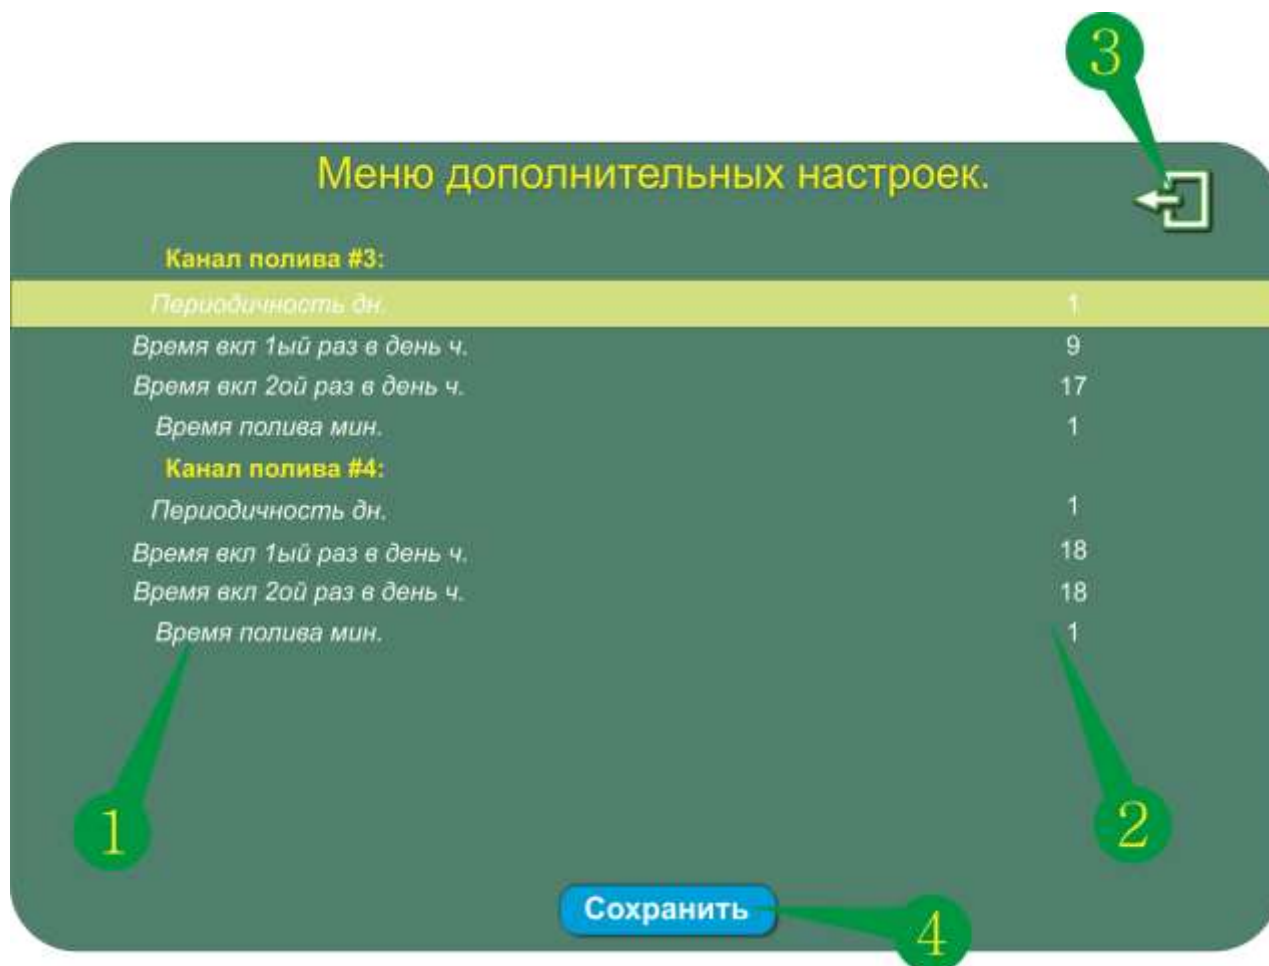 3
Меню дополнительных настроек.
Канал полива #3:
Периодичность дн. 1
Время вкл 1ый раз в день ч. 9
Время вкл 2ой раз в день ч. 17
Время полива мин. 1
Канал полива #4:
Периодичность дн. 1
Время вкл 1ый раз в день ч. 18
Время вкл 2ой раз в день ч. 18
Время полива мин. 1
1 2
Сохранить
4